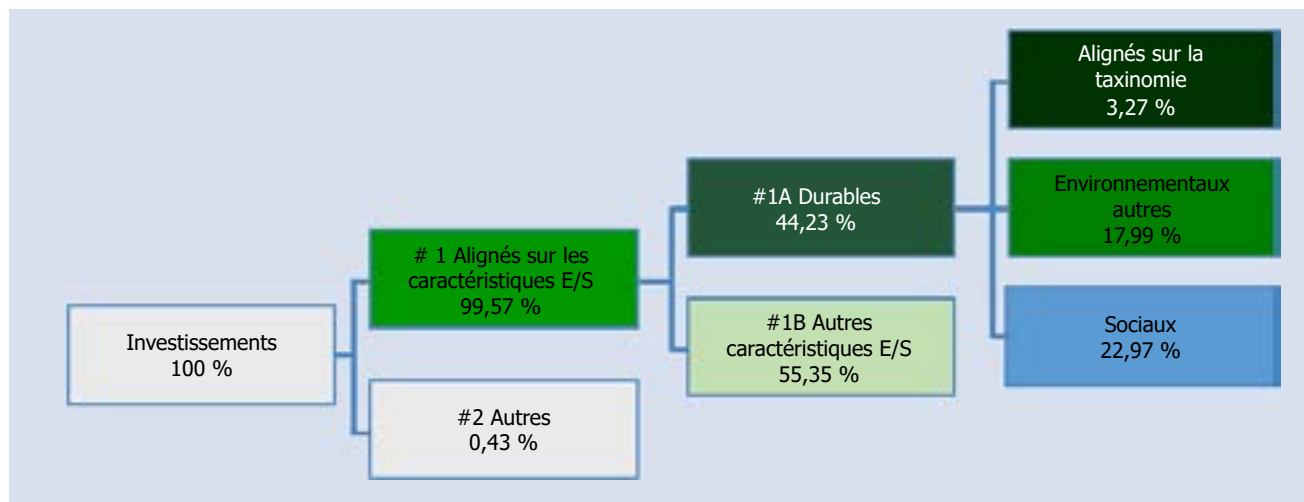 Investissements
100 %
# 1 Alignés sur les
caractéristiques E/S
99,57 %
#2 Autres
0,43 %
#1A Durables
44,23 %
#1B Autres
caractéristiques E/S
55,35 %
Alignés sur la
taxinomie
3,27 %
Environnementaux
autres
17,99 %
Sociaux
22,97 %